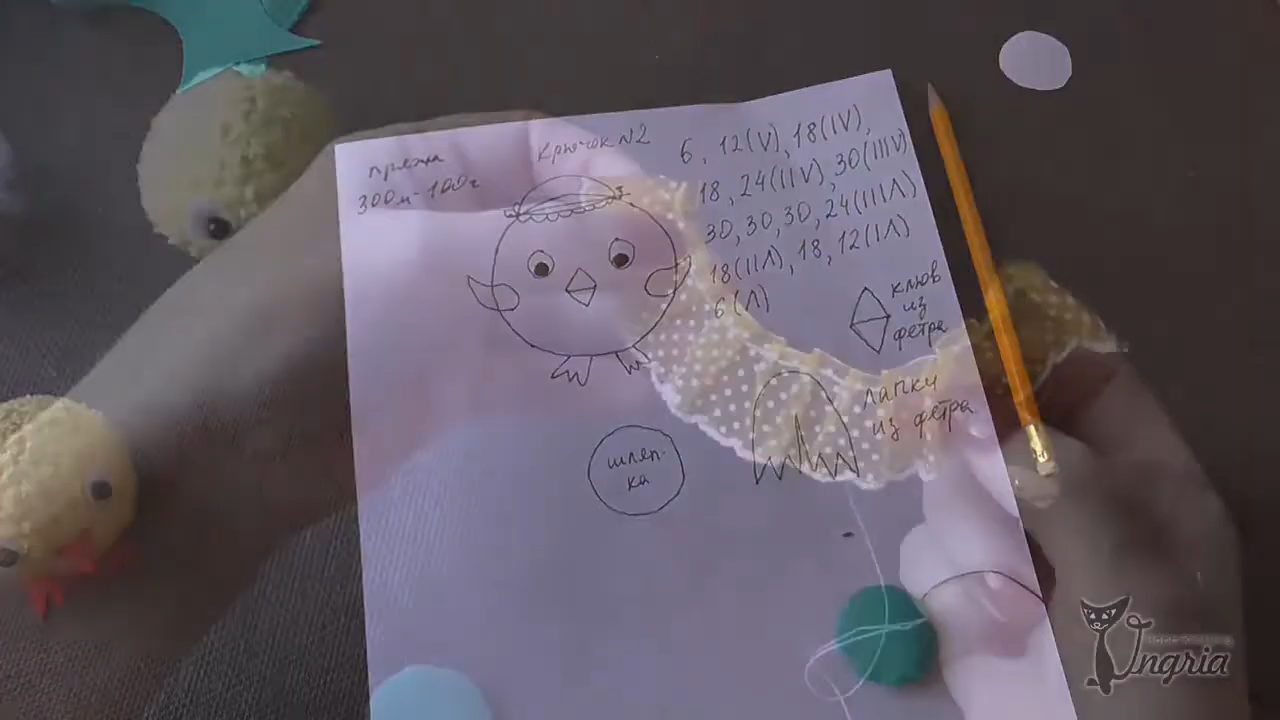 пряжа
300м-100г
Крючок N2
6, 12(V), 18(IV),
18, 24(IIV), 30(IIIV)
30, 30, 30, 24(IIIΛ)
18(IIΛ), 18, 12(IΛ)
6(Λ)
клюв
из
фетра
лапки
из фетра
шляп-
ка
Ingria